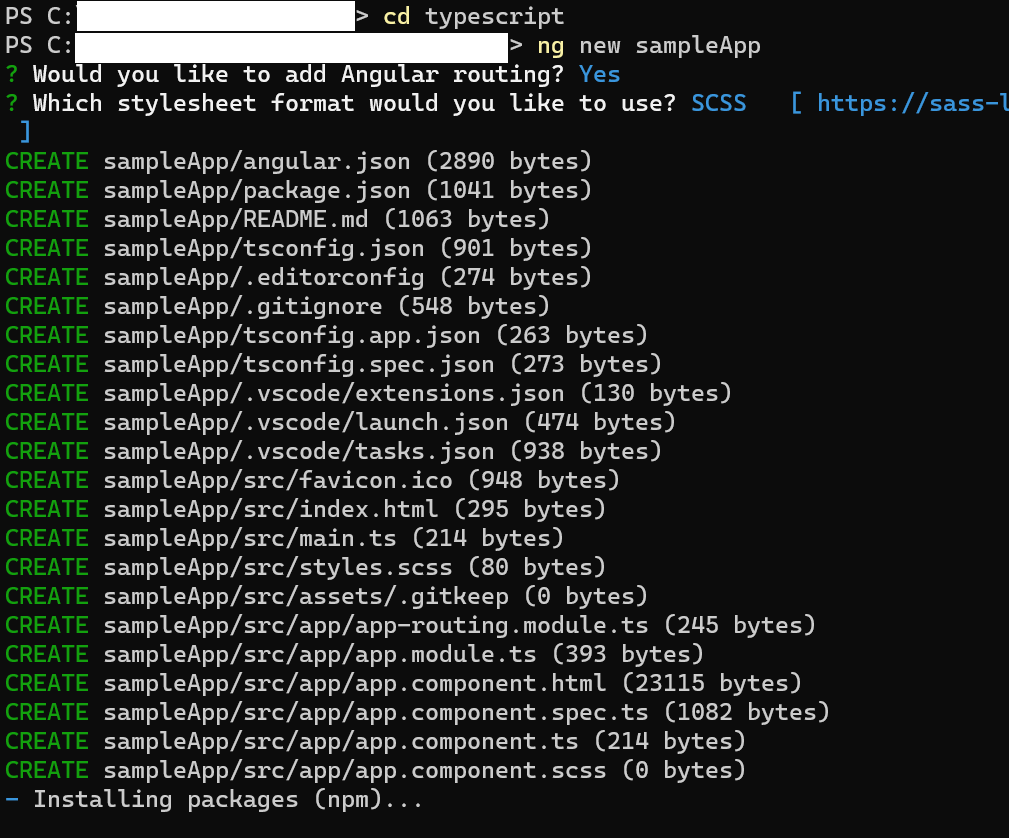 PS C:> cd typescript
PS C:> ng new sampleApp
? Would you like to add Angular routing? Yes
? Which stylesheet format would you like to use? SCSS   [ https://sass-l
 ]
CREATE sampleApp/angular.json (2890 bytes)
CREATE sampleApp/package.json (1041 bytes)
CREATE sampleApp/README.md (1063 bytes)
CREATE sampleApp/tsconfig.json (901 bytes)
CREATE sampleApp/.editorconfig (274 bytes)
CREATE sampleApp/.gitignore (548 bytes)
CREATE sampleApp/tsconfig.app.json (263 bytes)
CREATE sampleApp/tsconfig.spec.json (273 bytes)
CREATE sampleApp/.vscode/extensions.json (130 bytes)
CREATE sampleApp/.vscode/launch.json (474 bytes)
CREATE sampleApp/.vscode/tasks.json (938 bytes)
CREATE sampleApp/src/favicon.ico (948 bytes)
CREATE sampleApp/src/index.html (295 bytes)
CREATE sampleApp/src/main.ts (214 bytes)
CREATE sampleApp/src/styles.scss (80 bytes)
CREATE sampleApp/src/assets/.gitkeep (0 bytes)
CREATE sampleApp/src/app/app-routing.module.ts (245 bytes)
CREATE sampleApp/src/app/app.module.ts (393 bytes)
CREATE sampleApp/src/app/app.component.html (23115 bytes)
CREATE sampleApp/src/app/app.component.spec.ts (1082 bytes)
CREATE sampleApp/src/app/app.component.ts (214 bytes)
CREATE sampleApp/src/app/app.component.scss (0 bytes)
- Installing packages (npm)...